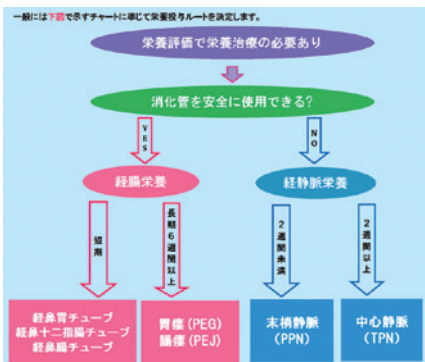 一般には下図で示すチャートに準じて栄養投与ルートを決定します。
栄養評価で栄養治療の必要あり
消化管を安全に使用できる?
YES
NO
経腸栄養
経静脈栄養
短期
長期6週間以上
2週間未満
2週間以上
経鼻胃チューブ
経鼻十二指腸チューブ
経鼻腸チューブ
胃瘻(PEG)
腸瘻(PEJ)
末梢静脈
(PPN)
中心静脈
(TPN)